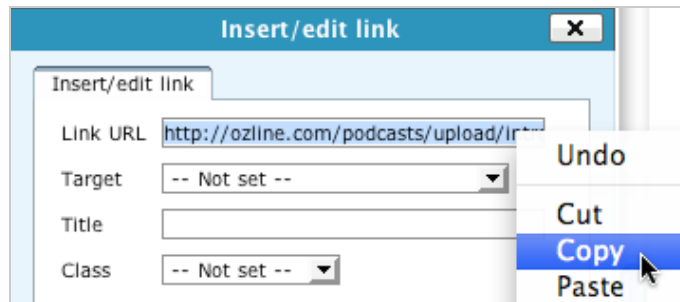 Insert/edit link
Insert/edit link
Link URL http://ozline.com/podcasts/upload/
Target -- Not set --
Title
Class -- Not set --
Undo
Cut
Copy
Paste